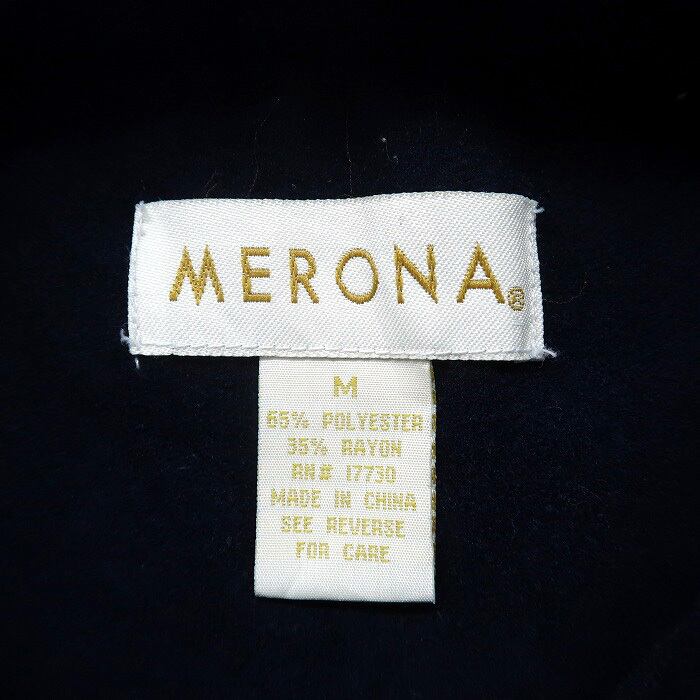 MERONA®
M
65% POLYESTER
35% RAYON
RN# 17730
MADE IN CHINA
SEE REVERSE
FOR CARE